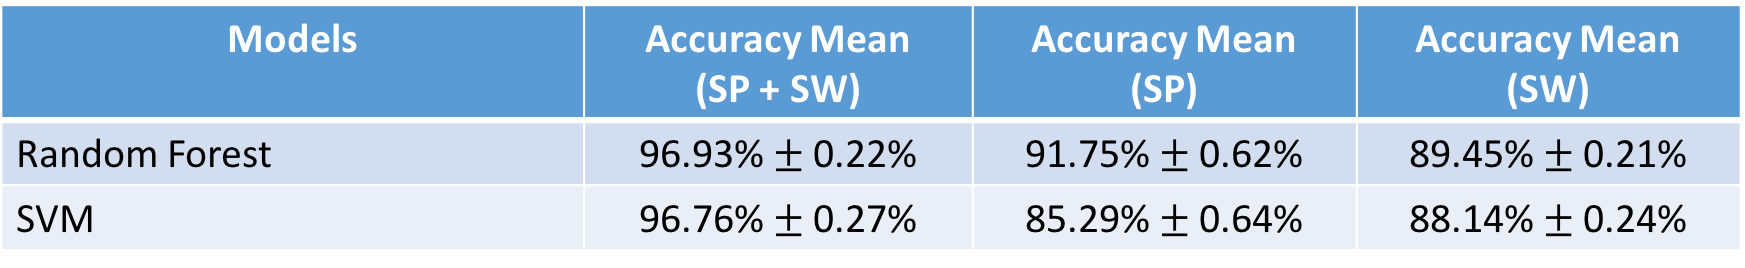 Models Accuracy Mean Accuracy Mean Accuracy Mean
(SP + SW) (SP) (SW)
Random Forest 96.93% ± 0.22% 91.75% ± 0.62% 89.45% ± 0.21%
SVM 96.76% ± 0.27% 85.29% ± 0.64% 88.14% ± 0.24%